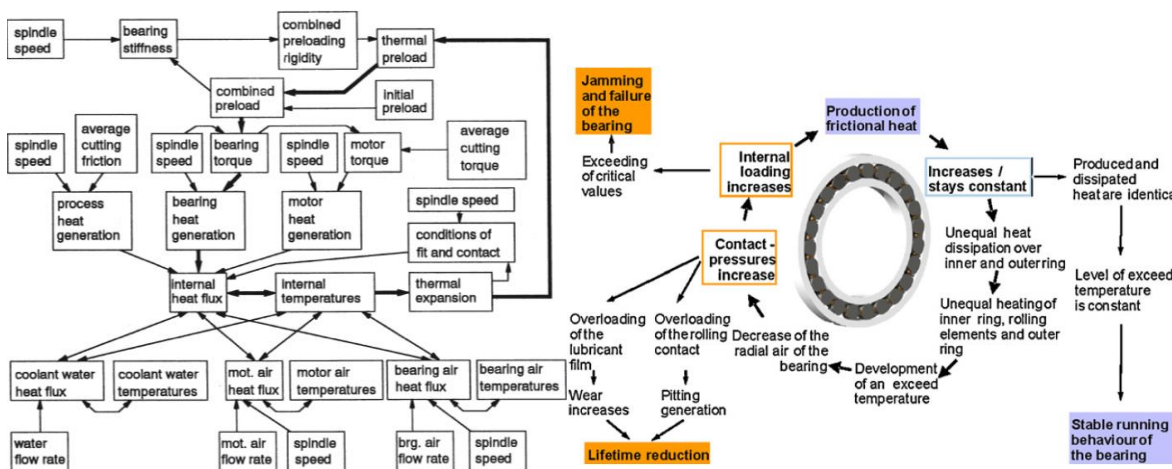 spindle
speed
bearing
stiffness
combined
preloading
rigidity
thermal
preload
combined
preload
initial
preload
spindle
speed
average
cutting
friction
spindle
speed
bearing
torque
spindle
speed
motor
torque
average
cutting
torque
process
heat
generation
bearing
heat
generation
motor
heat
generation
spindle speed
conditions
of fit
and contact
internal
heat flux
internal
temperatures
thermal
expansion
coolant water
heat flux
coolant water
temperatures
mot. air
heat flux
motor air
temperatures
bearing air
heat flux
bearing air
temperatures
water
flow rate
mot. air
flow rate
spindle
speed
brg. air
flow rate
spindle
speed
Jamming
and failure
of the
bearing
Production of
frictional heat
Exceeding
of critical
values
Internal
loading
increases
Increases /
stays constant
Produced and
dissipated
heat are identica
Contact -
pressures
increase
Unequal heat
dissipation over
inner and outer ring
Level of exceed
temperature
is constant
Unequal heating of
inner ring, rolling
elements and outer
ring
Overloading
of the
lubricant
film
Overloading
of the rolling
contact
Decrease of the
radial air of the
bearing
Development
of an exceed
temperature
Wear
increases
Pitting
generation
Lifetime reduction
Stable running
behaviour of the
bearing